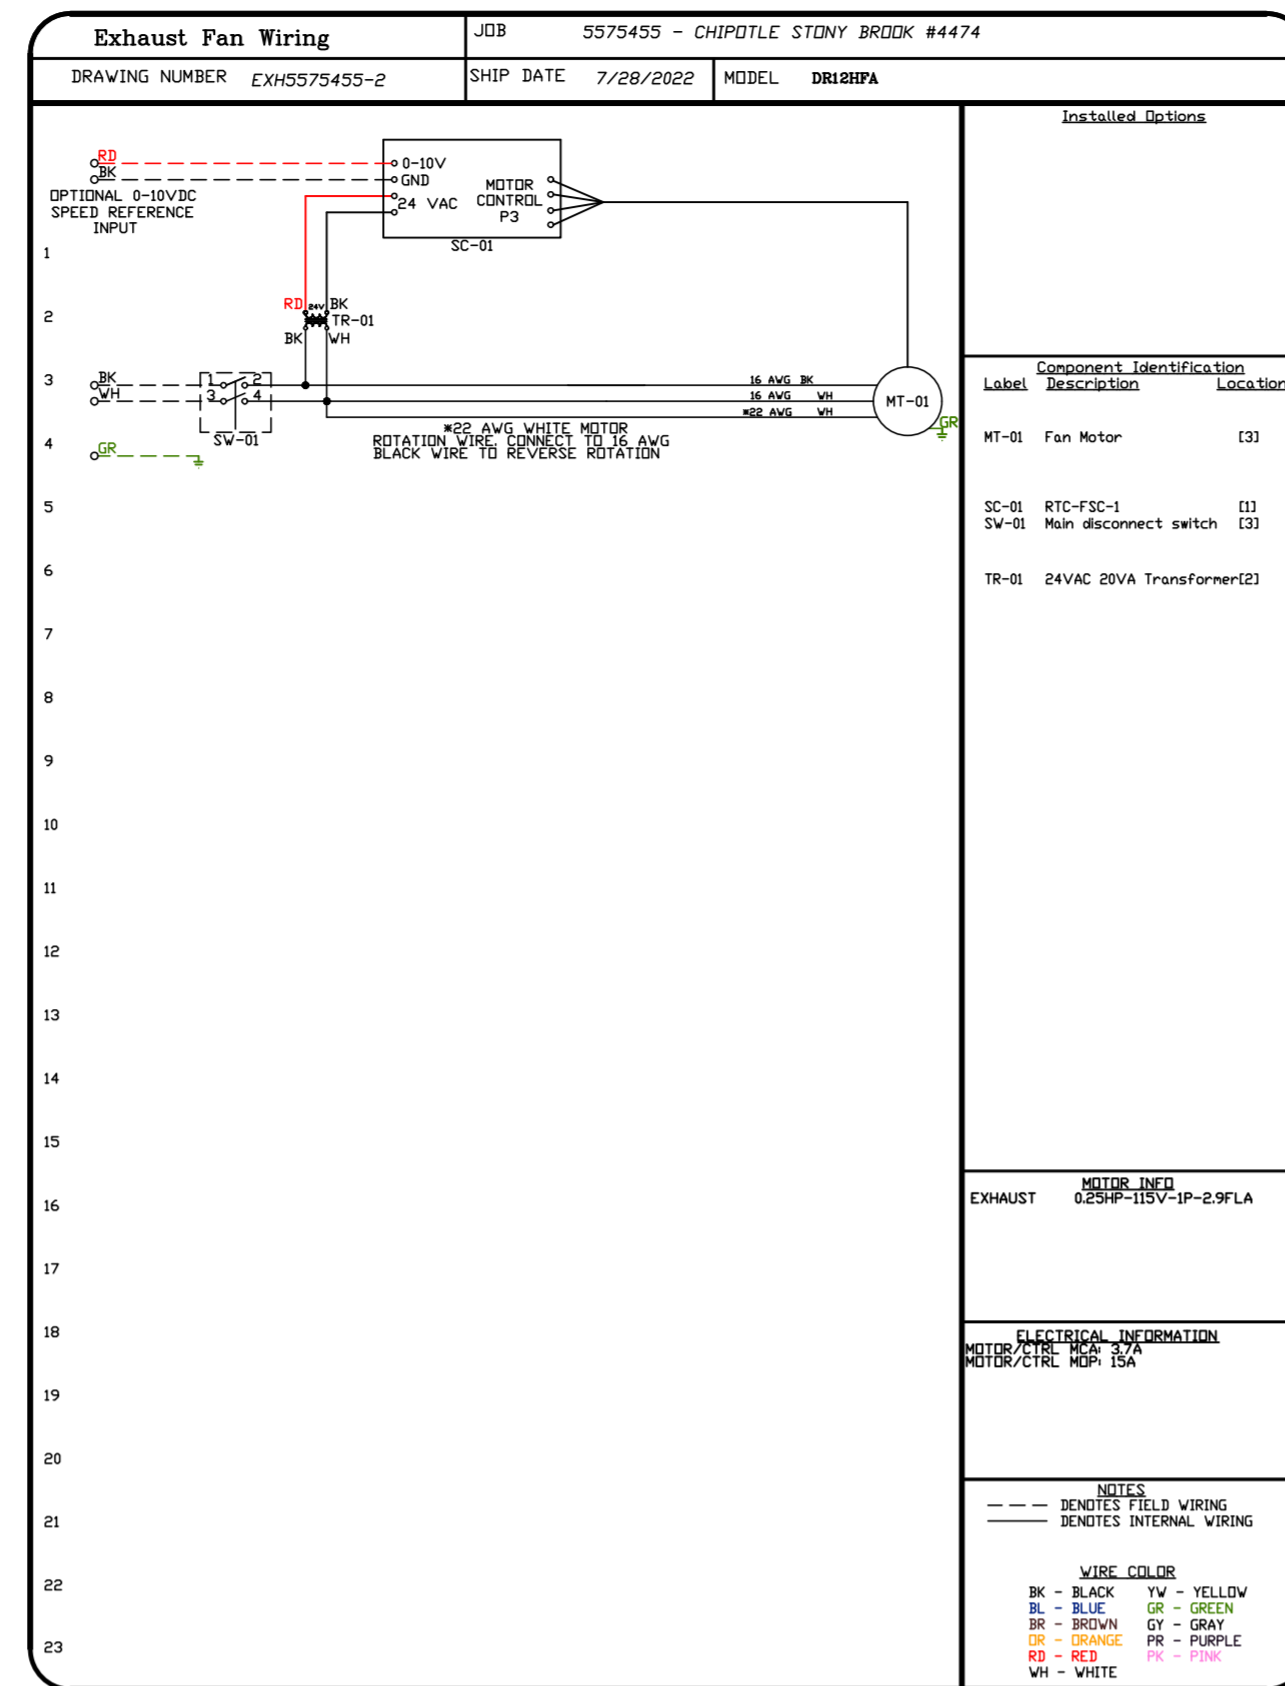 Exhaust Fan Wiring
JOB 5575455 - CHIPOTLE STONY BROOK #4474
DRAWING NUMBER EXH5575455-2
SHIP DATE 7/28/2022
MODEL DR12HFA
RD
BK
OPTIONAL 0-10VDC
SPEED REFERENCE
INPUT
0-10V
GND
24 VAC
MOTOR
CONTROL
P3
SC-01
RD 24V BK
TR-01
BK WH
BK
WH
1 2
3 4
SW-01
GR
16 AWG BK
16 AWG WH
*22 AWG WH
MT-01
GR
*22 AWG WHITE MOTOR
ROTATION WIRE. CONNECT TO 16 AWG
BLACK WIRE TO REVERSE ROTATION
1
2
3
4
5
6
7
8
9
10
11
12
13
14
15
16
17
18
19
20
21
22
23
Installed Options
Component Identification
Label Description Location
MT-01 Fan Motor [3]
SC-01 RTC-FSC-1 [1]
SW-01 Main disconnect switch [3]
TR-01 24VAC 20VA Transformer[2]
MOTOR INFO
EXHAUST 0.25HP-115V-1P-2.9FLA
ELECTRICAL INFORMATION
MOTOR/CTRL MCA: 3.7A
MOTOR/CTRL MOP: 15A
NOTES
DENOTES FIELD WIRING
DENOTES INTERNAL WIRING
WIRE COLOR
BK - BLACK YW - YELLOW
BL - BLUE GR - GREEN
BR - BROWN GY - GRAY
OR - ORANGE PR - PURPLE
RD - RED PK - PINK
WH - WHITE